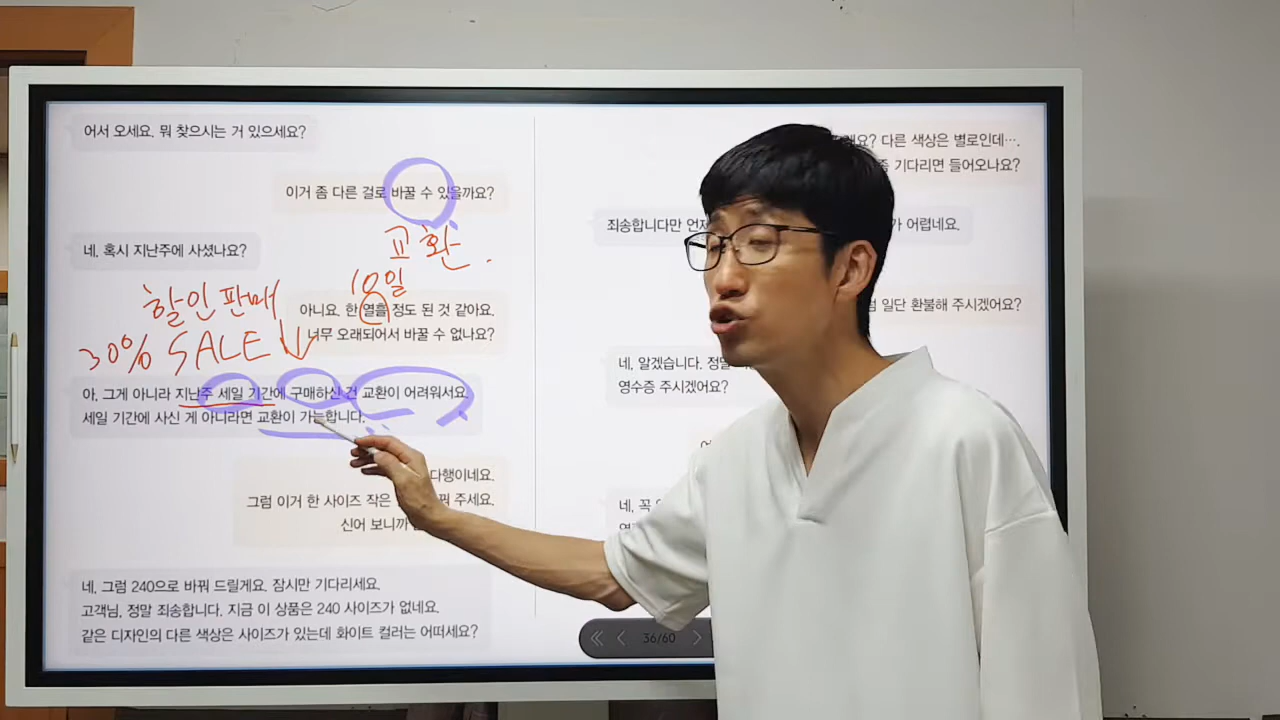 어서 오세요. 뭐 찾으시는 거 있으세요?
이거 좀 다른 걸로 바꿀 수 있을까요?
교환.
네. 혹시 지난주에 사셨나요?
10일
할인 판매
30% SALE
아니요. 한 열흘 정도 된 것 같아요.
너무 오래되어서 바꿀 수 없나요?
아, 그게 아니라 지난주 세일 기간에 구매하신 건 교환이 어려워서요.
세일 기간에 사신 게 아니라면 교환이 가능합니다.
다행이네요.
그럼 이거 한 사이즈 작은 주세요.
신어 보니까
네, 그럼 240으로 바꿔 드릴게요. 잠시만 기다리세요.
고객님, 정말 죄송합니다. 지금 이 상품은 240 사이즈가 없네요.
같은 디자인의 다른 색상은 사이즈가 있는데 화이트 컬러는 어떠세요?
다른 색상은 별로인데….
기다리면 들어오나요?
죄송합니다만 어렵네요.
일단 환불해 주시겠어요?
네, 알겠습니다.
영수증 주시겠어요?
네, 꼭
36/60